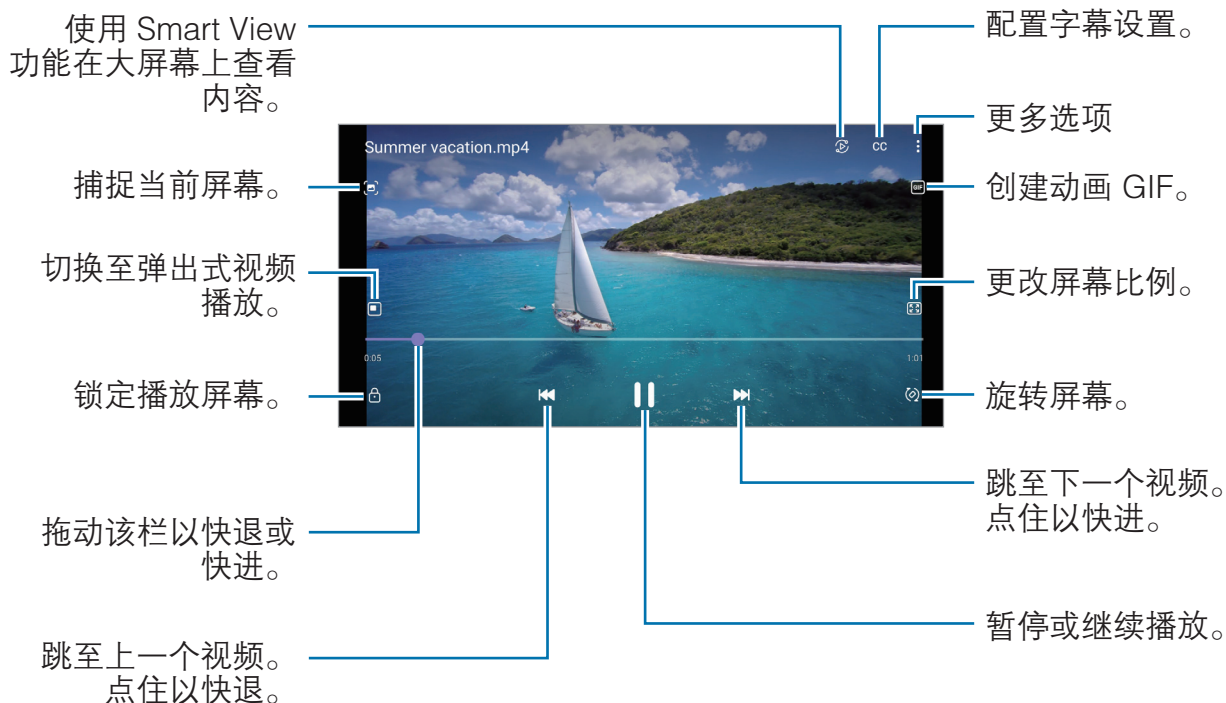 使用 Smart View
功能在大屏幕上查看
内容。
配置字幕设置。
更多选项
Summer vacation.mp4
CC
捕捉当前屏幕。
GIF
创建动画 GIF。
切换至弹出式视频
播放。
更改屏幕比例。
0:05
1:01
锁定播放屏幕。
旋转屏幕。
跳至下一个视频。
点住以快进。
拖动该栏以快退或
快进。
暂停或继续播放。
跳至上一个视频。
点住以快退。